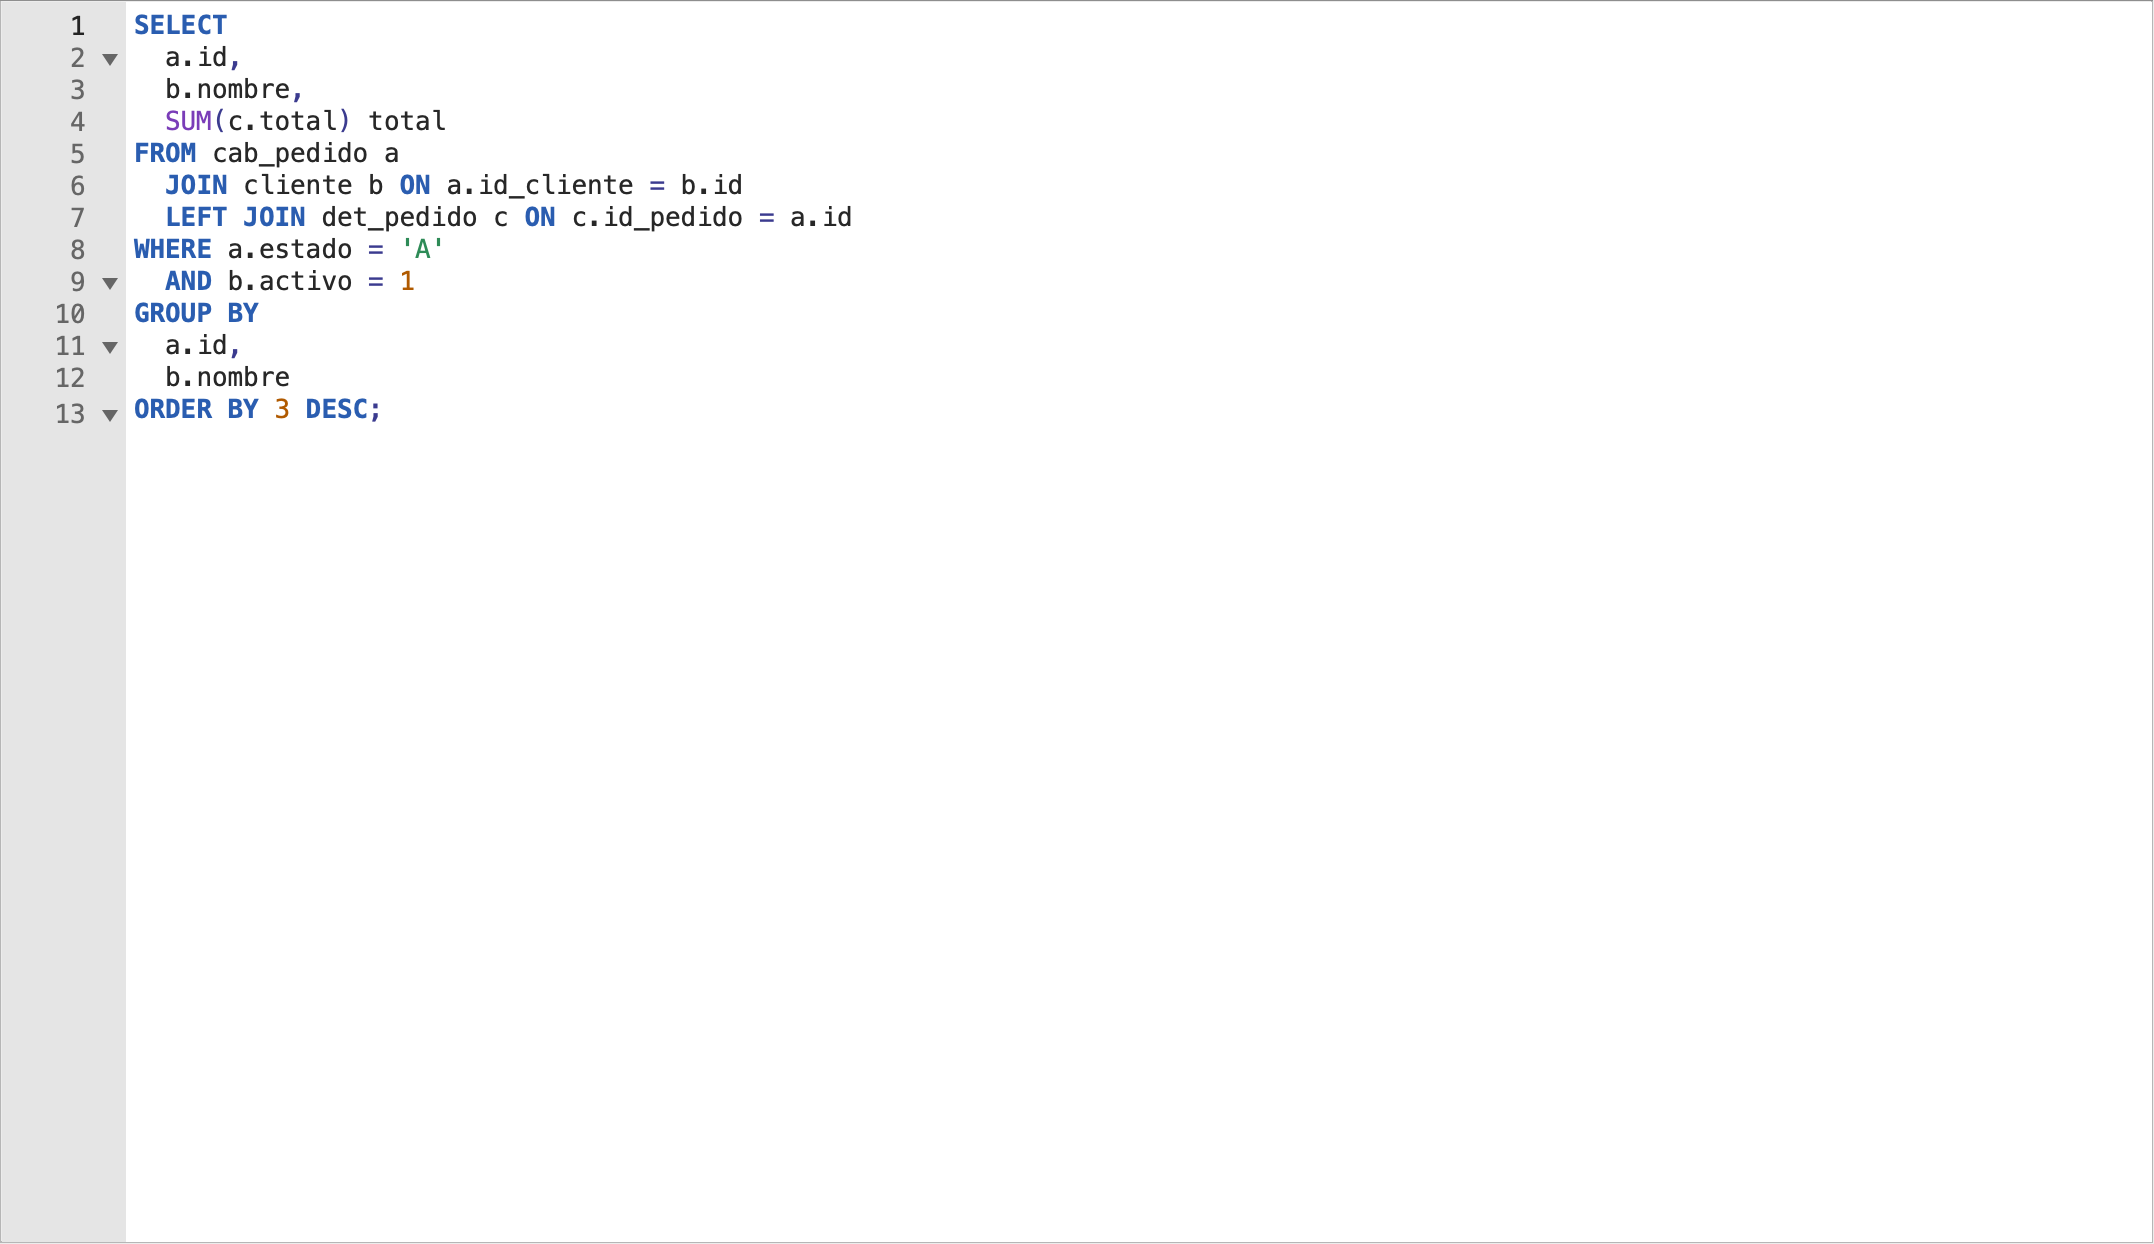 1 SELECT
2   a.id,
3   b.nombre,
4   SUM(c.total) total
5 FROM cab_pedido a
6   JOIN cliente b ON a.id_cliente = b.id
7   LEFT JOIN det_pedido c ON c.id_pedido = a.id
8 WHERE a.estado = 'A'
9   AND b.activo = 1
10 GROUP BY
11   a.id,
12   b.nombre
13 ORDER BY 3 DESC;